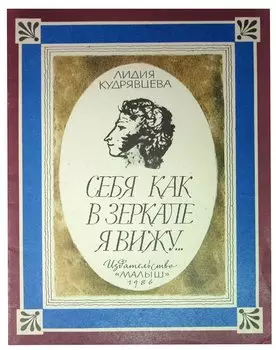 ЛИДИЯ
КУДРЯВЦЕВА
СЕБЯ КАК
В ЗЕРКАЛЕ
Я ВИЖУ...
Издательство
«МАЛЫШ»
1986